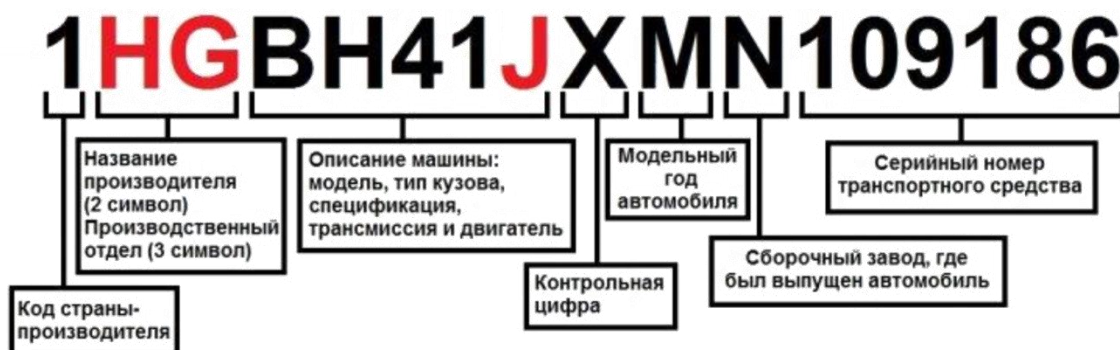 1HGBH41JXMN109186
Название
производителя
(2 символ)
Производственный
отдел (3 символ)
Описание машины:
модель, тип кузова,
спецификация,
трансмиссия и двигатель
Модельный
год
автомобиля
Серийный номер
транспортного средства
Сборочный завод, где
был выпущен автомобиль
Контрольная
цифра
Код страны-
производителя